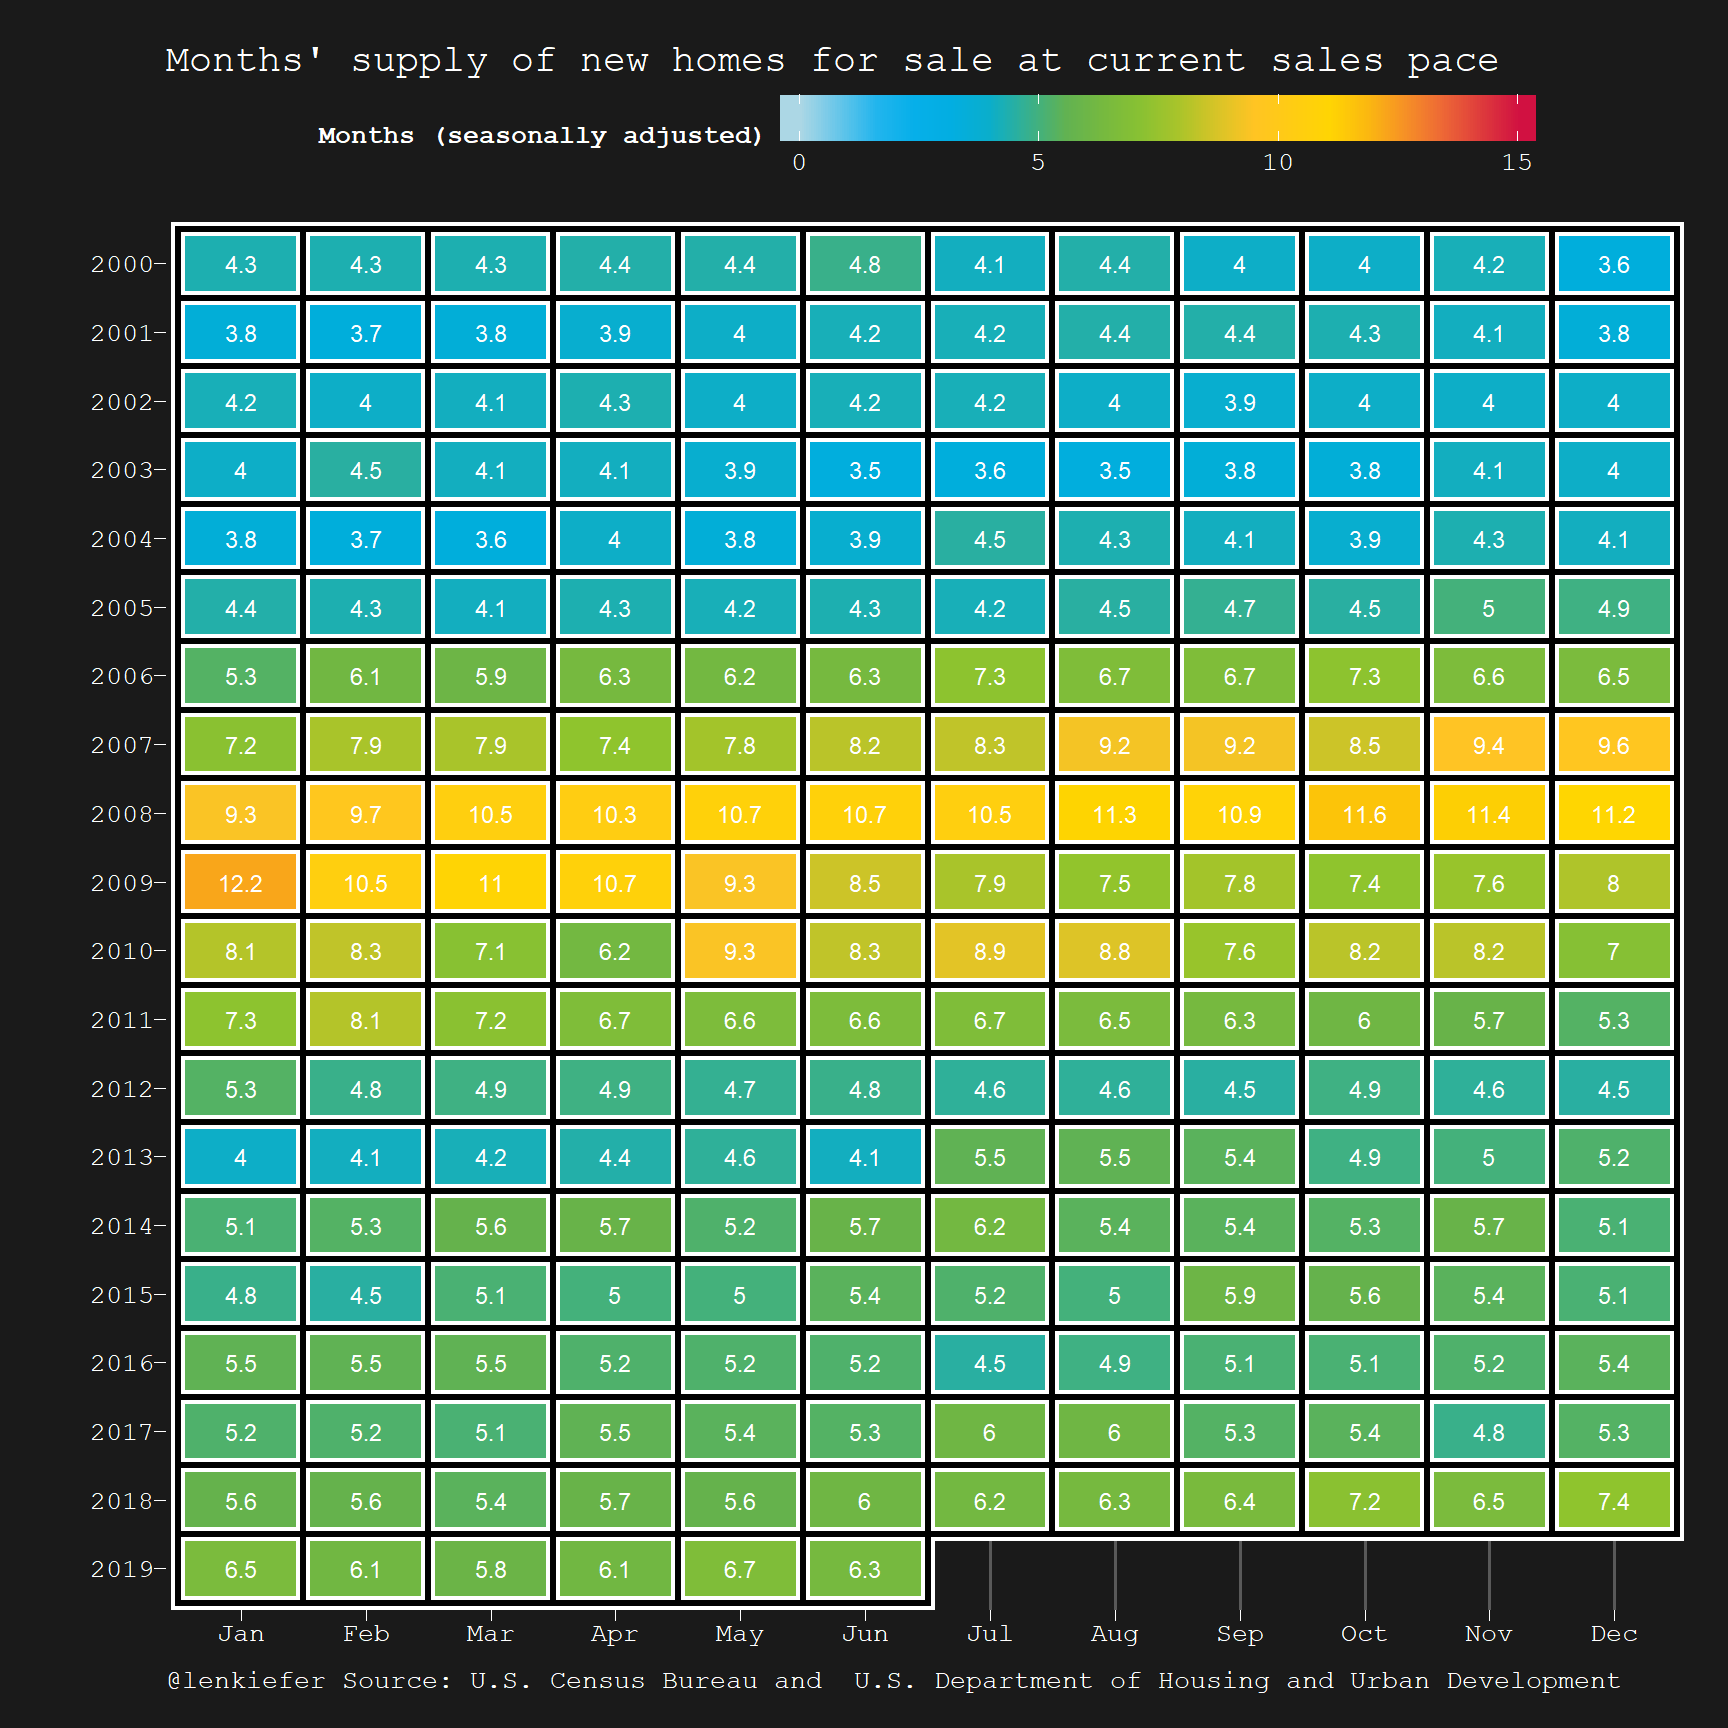 Months' supply of new homes for sale at current sales pace
Months (seasonally adjusted)
0 5 10 15
2000 4.3 4.3 4.3 4.4 4.4 4.8 4.1 4.4 4 4 4.2 3.6
2001 3.8 3.7 3.8 3.9 4 4.2 4.2 4.4 4.4 4.3 4.1 3.8
2002 4.2 4 4.1 4.3 4 4.2 4.2 4 3.9 4 4 4
2003 4 4.5 4.1 4.1 3.9 3.5 3.6 3.5 3.8 3.8 4.1 4
2004 3.8 3.7 3.6 4 3.8 3.9 4.5 4.3 4.1 3.9 4.3 4.1
2005 4.4 4.3 4.1 4.3 4.2 4.3 4.2 4.5 4.7 4.5 5 4.9
2006 5.3 6.1 5.9 6.3 6.2 6.3 7.3 6.7 6.7 7.3 6.6 6.5
2007 7.2 7.9 7.9 7.4 7.8 8.2 8.3 9.2 9.2 8.5 9.4 9.6
2008 9.3 9.7 10.5 10.3 10.7 10.7 10.5 11.3 10.9 11.6 11.4 11.2
2009 12.2 10.5 11 10.7 9.3 8.5 7.9 7.5 7.8 7.4 7.6 8
2010 8.1 8.3 7.1 6.2 9.3 8.3 8.9 8.8 7.6 8.2 8.2 7
2011 7.3 8.1 7.2 6.7 6.6 6.6 6.7 6.5 6.3 6 5.7 5.3
2012 5.3 4.8 4.9 4.9 4.7 4.8 4.6 4.6 4.5 4.9 4.6 4.5
2013 4 4.1 4.2 4.4 4.6 4.1 5.5 5.5 5.4 4.9 5 5.2
2014 5.1 5.3 5.6 5.7 5.2 5.7 6.2 5.4 5.4 5.3 5.7 5.1
2015 4.8 4.5 5.1 5 5 5.4 5.2 5 5.9 5.6 5.4 5.1
2016 5.5 5.5 5.5 5.2 5.2 5.2 4.5 4.9 5.1 5.1 5.2 5.4
2017 5.2 5.2 5.1 5.5 5.4 5.3 6 6 5.3 5.4 4.8 5.3
2018 5.6 5.6 5.4 5.7 5.6 6 6.2 6.3 6.4 7.2 6.5 7.4
2019 6.5 6.1 5.8 6.1 6.7 6.3
Jan Feb Mar Apr May Jun Jul Aug Sep Oct Nov Dec
@lenkiefer Source: U.S. Census Bureau and  U.S. Department of Housing and Urban Development